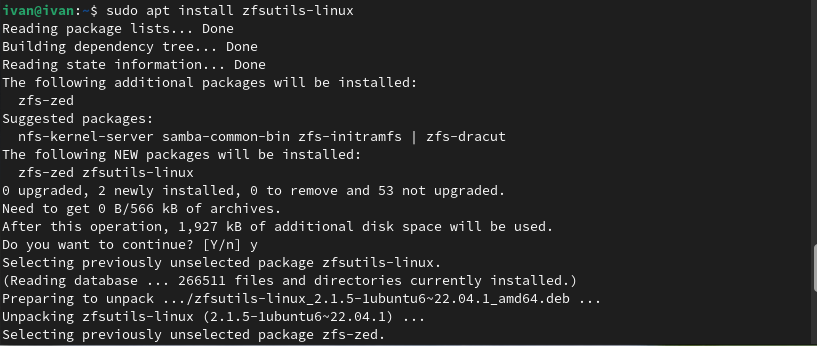 ivan@ivan:~$ sudo apt install zfsutils-linux
Reading package lists... Done
Building dependency tree... Done
Reading state information... Done
The following additional packages will be installed:
  zfs-zed
Suggested packages:
  nfs-kernel-server samba-common-bin zfs-initramfs | zfs-dracut
The following NEW packages will be installed:
  zfs-zed zfsutils-linux
0 upgraded, 2 newly installed, 0 to remove and 53 not upgraded.
Need to get 0 B/566 kB of archives.
After this operation, 1,927 kB of additional disk space will be used.
Do you want to continue? [Y/n] y
Selecting previously unselected package zfsutils-linux.
(Reading database ... 266511 files and directories currently installed.)
Preparing to unpack .../zfsutils-linux_2.1.5-1ubuntu6~22.04.1_amd64.deb ...
Unpacking zfsutils-linux (2.1.5-1ubuntu6~22.04.1) ...
Selecting previously unselected package zfs-zed.